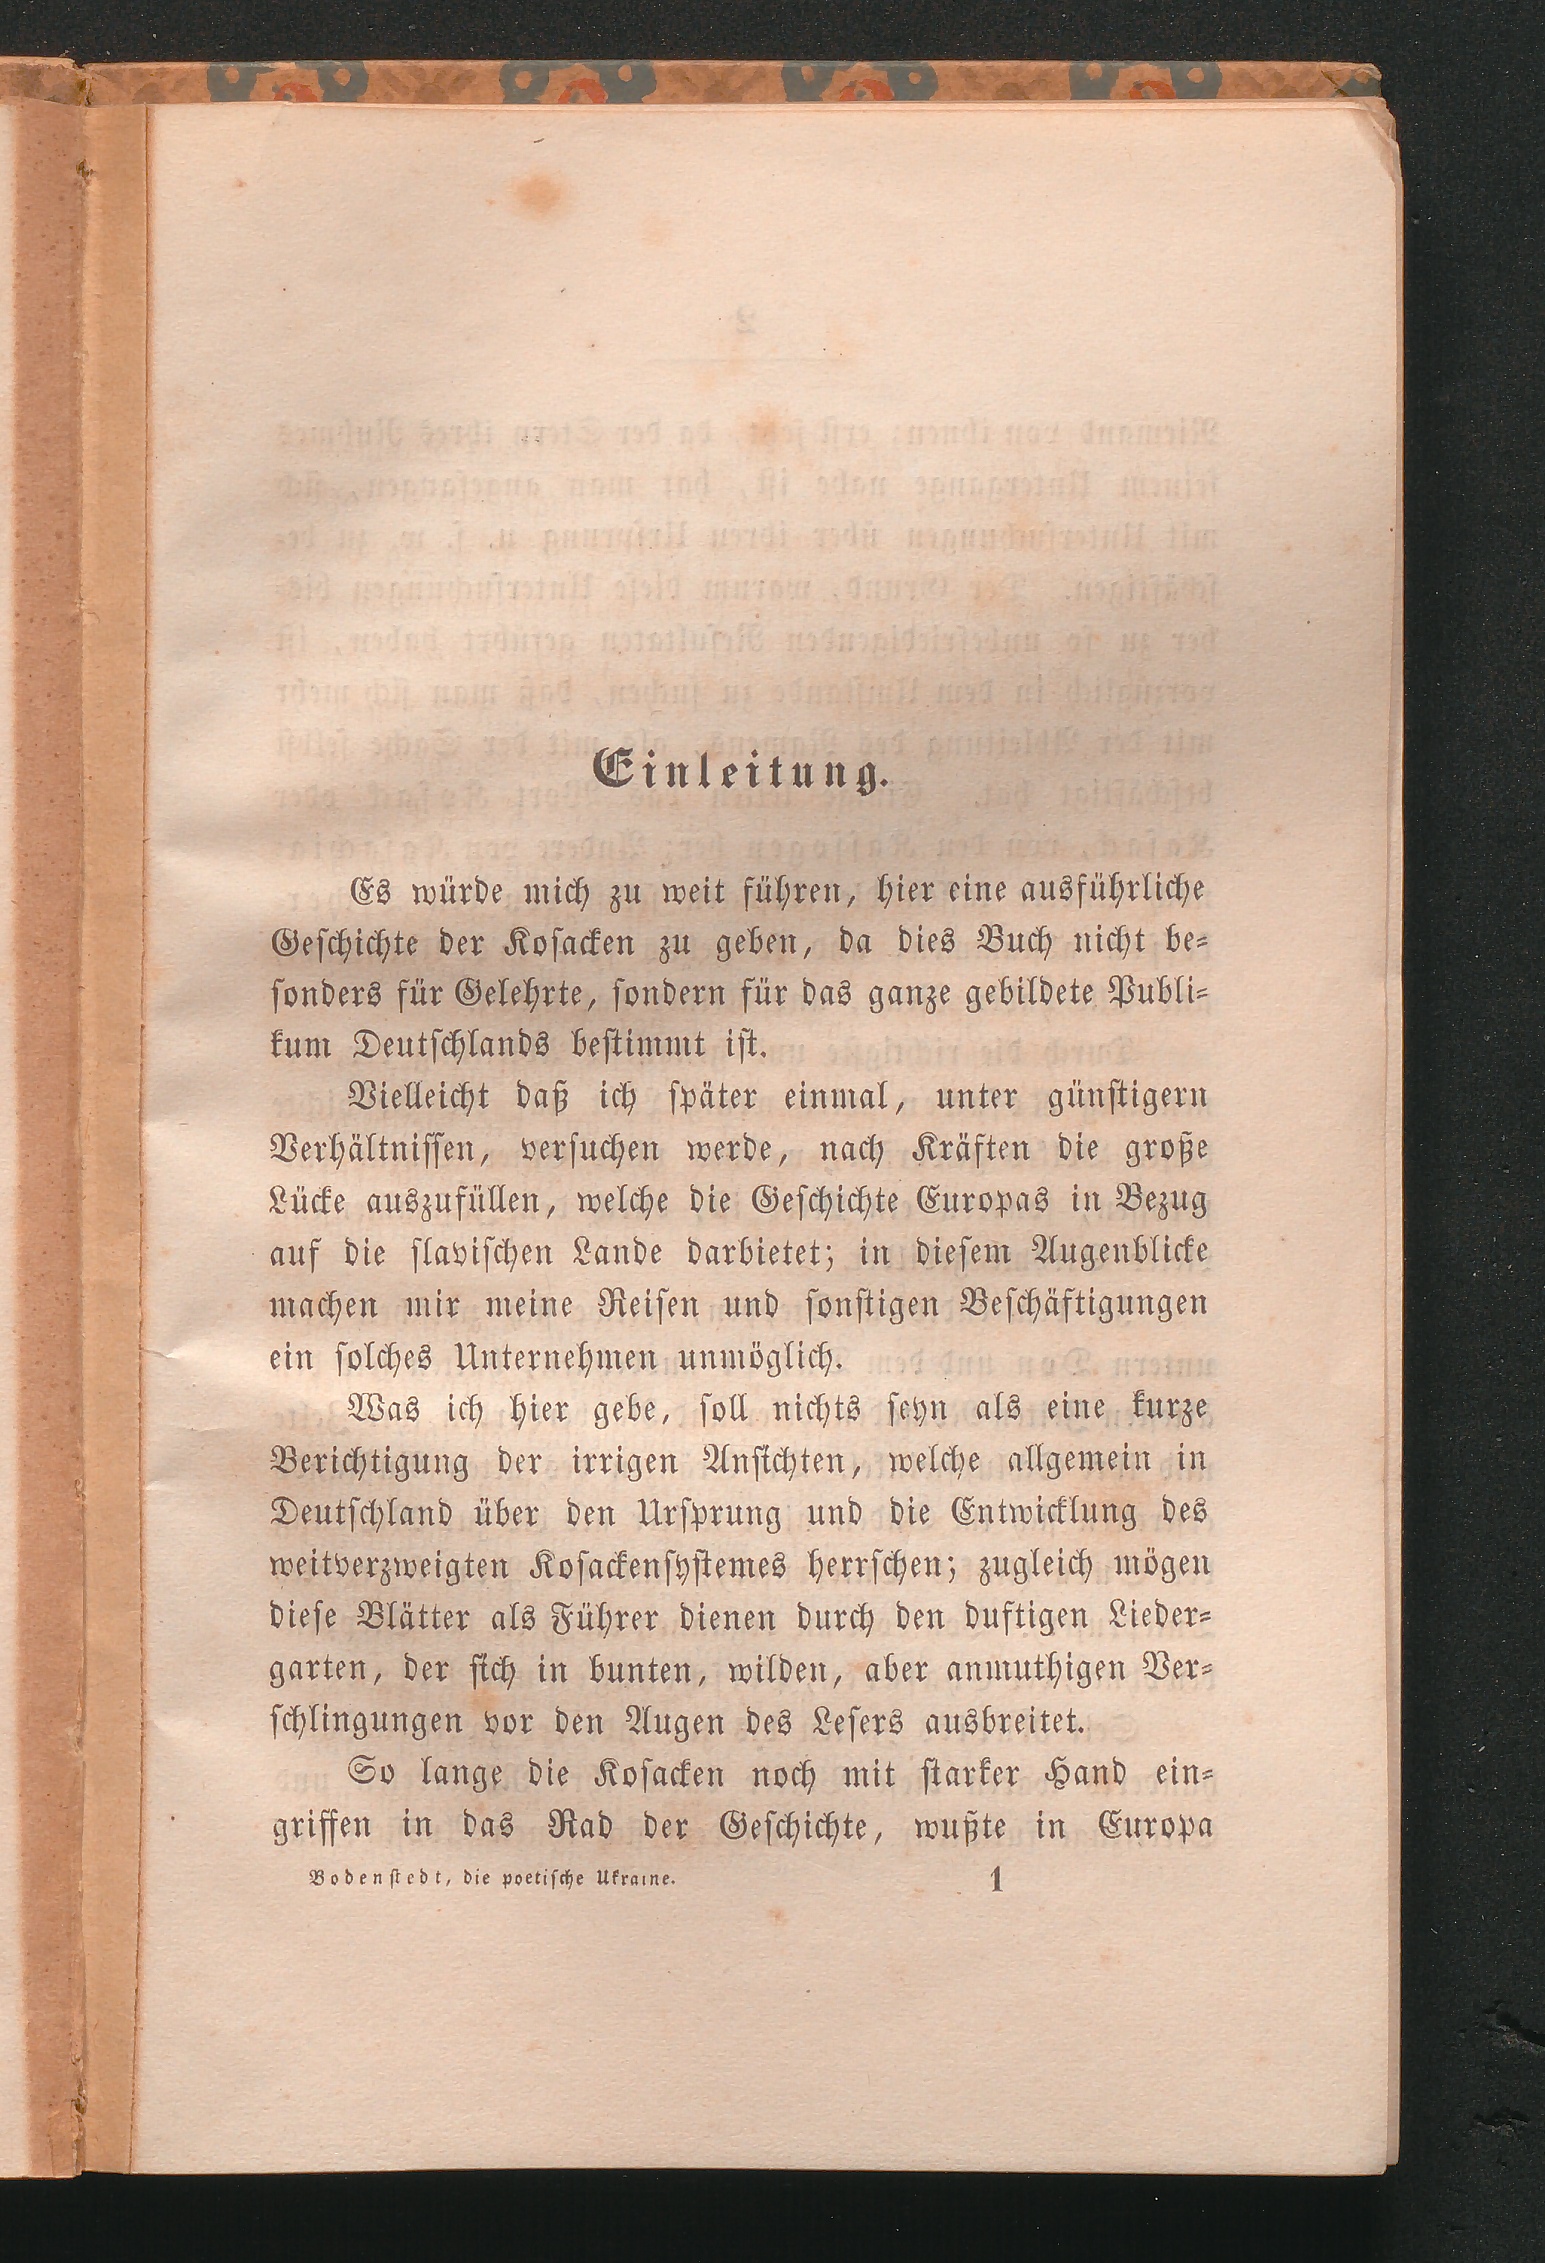 Einleitung.
Es würde mich zu weit führen, hier eine ausführliche
Geschichte der Kosacken zu geben, da dies Buch nicht be-
sonders für Gelehrte, sondern für das ganze gebildete Publi-
kum Deutschlands bestimmt ist.
Vielleicht daß ich später einmal, unter günstigern
Verhältnissen, versuchen werde, nach Kräften die große
Lücke auszufüllen, welche die Geschichte Europas in Bezug
auf die slavischen Lande darbietet; in diesem Augenblicke
machen mir meine Reisen und sonstigen Beschäftigungen
ein solches Unternehmen unmöglich.
Was ich hier gebe, soll nichts seyn als eine kurze
Berichtigung der irrigen Ansichten, welche allgemein in
Deutschland über den Ursprung und die Entwicklung des
weitverzweigten Kosackensystemes herrschen; zugleich mögen
diese Blätter als Führer dienen durch den duftigen Lieder-
garten, der sich in bunten, wilden, aber anmuthigen Ver-
schlingungen vor den Augen des Lesers ausbreitet.
So lange die Kosacken noch mit starker Hand ein-
griffen in das Rad der Geschichte, wußte in Europa
Bodenstedt, die poetische Ukraine. 1